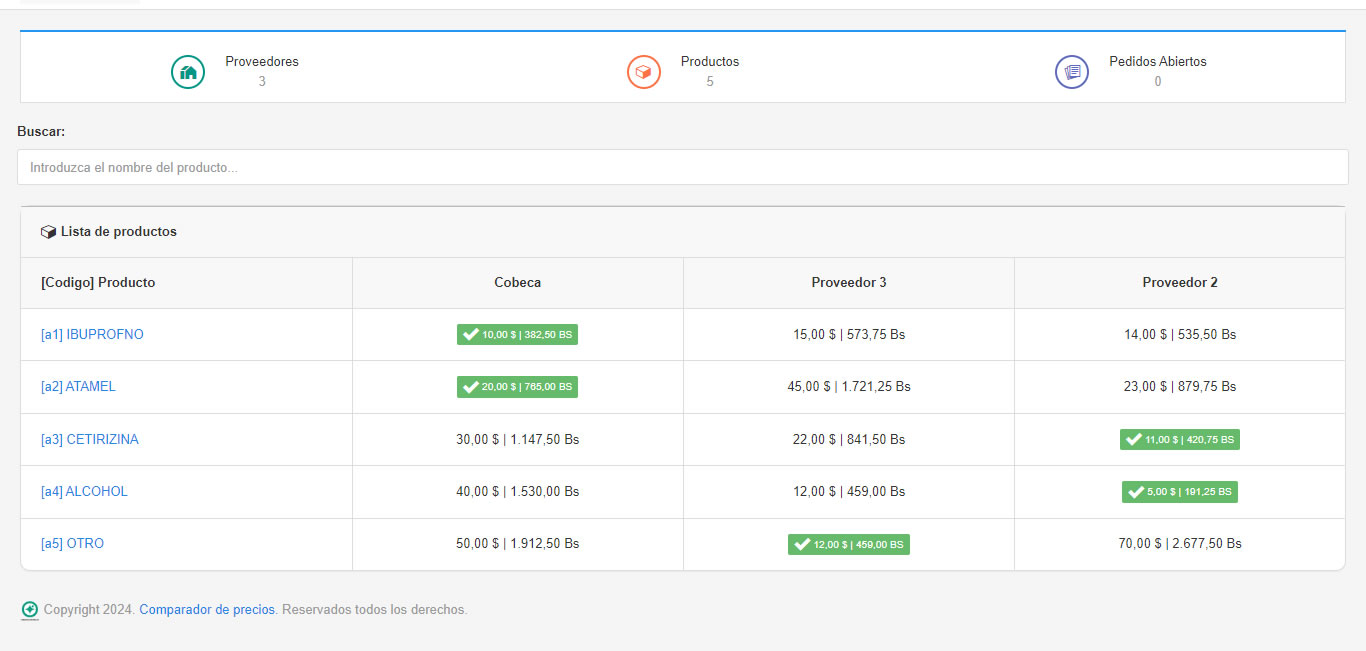 Proveedores
3
Productos
5
Pedidos Abiertos
0
Buscar:
Introduzca el nombre del producto...
Lista de productos
[Codigo] Producto Cobeca Proveedor 3 Proveedor 2
[a1] IBUPROFNO 10,00 $ | 382,50 BS 15,00 $ | 573,75 Bs 14,00 $ | 535,50 Bs
[a2] ATAMEL 20,00 $ | 765,00 BS 45,00 $ | 1.721,25 Bs 23,00 $ | 879,75 Bs
[a3] CETIRIZINA 30,00 $ | 1.147,50 Bs 22,00 $ | 841,50 Bs 11,00 $ | 420,75 BS
[a4] ALCOHOL 40,00 $ | 1.530,00 Bs 12,00 $ | 459,00 Bs 5,00 $ | 191,25 BS
[a5] OTRO 50,00 $ | 1.912,50 Bs 12,00 $ | 459,00 BS 70,00 $ | 2.677,50 Bs
Copyright 2024. Comparador de precios. Reservados todos los derechos.